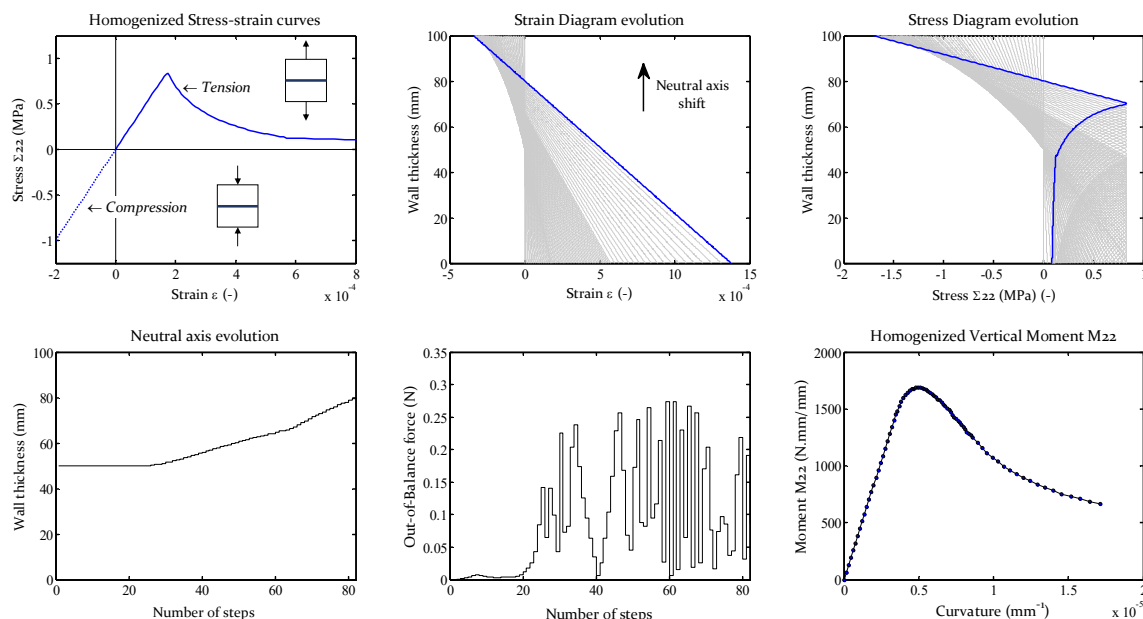 Homogenized Stress-strain curves
1
0.5
0
-0.5
-1
-2
0
2
4
6
8
Stress Σ22 (MPa)
← Tension
← Compression
Strain ε (-)
x 10⁻⁴
Strain Diagram evolution
100
80
60
40
20
0
-5
0
5
10
15
Wall thickness (mm)
Neutral axis
shift
Strain ε (-)
x 10⁻⁴
Stress Diagram evolution
100
80
60
40
20
0
-2
-1.5
-1
-0.5
0
0.5
1
Wall thickness (mm)
Stress Σ22 (MPa) (-)
Neutral axis evolution
100
80
60
40
20
0
0
20
40
60
80
Wall thickness (mm)
Number of steps
0.35
0.3
0.25
0.2
0.15
0.1
0.05
0
0
20
40
60
80
Out-of-Balance force (N)
Number of steps
Homogenized Vertical Moment M22
2000
1500
1000
500
0
0
0.5
1
1.5
2
Moment M22 (N.mm/mm)
Curvature (mm⁻¹)
x 10⁻⁵